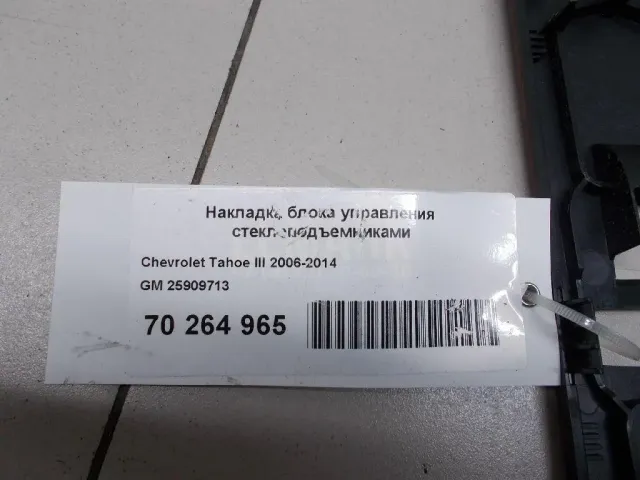 Накладка блока управления
стеклоподъемниками
Chevrolet Tahoe III 2006-2014
GM 25909713
70 264 965